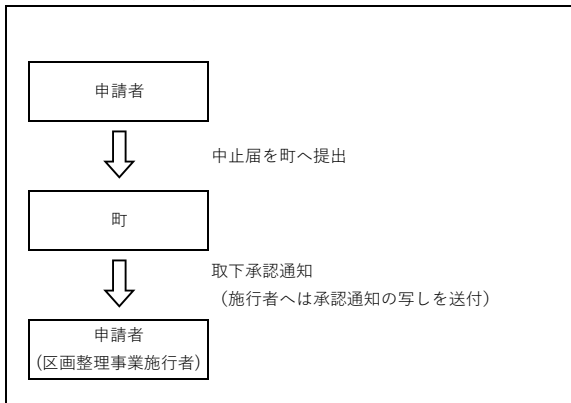 申請者
中止届を町へ提出
町
取下承認通知
（施行者へは承認通知の写しを送付）
申請者
(区画整理事業施行者)